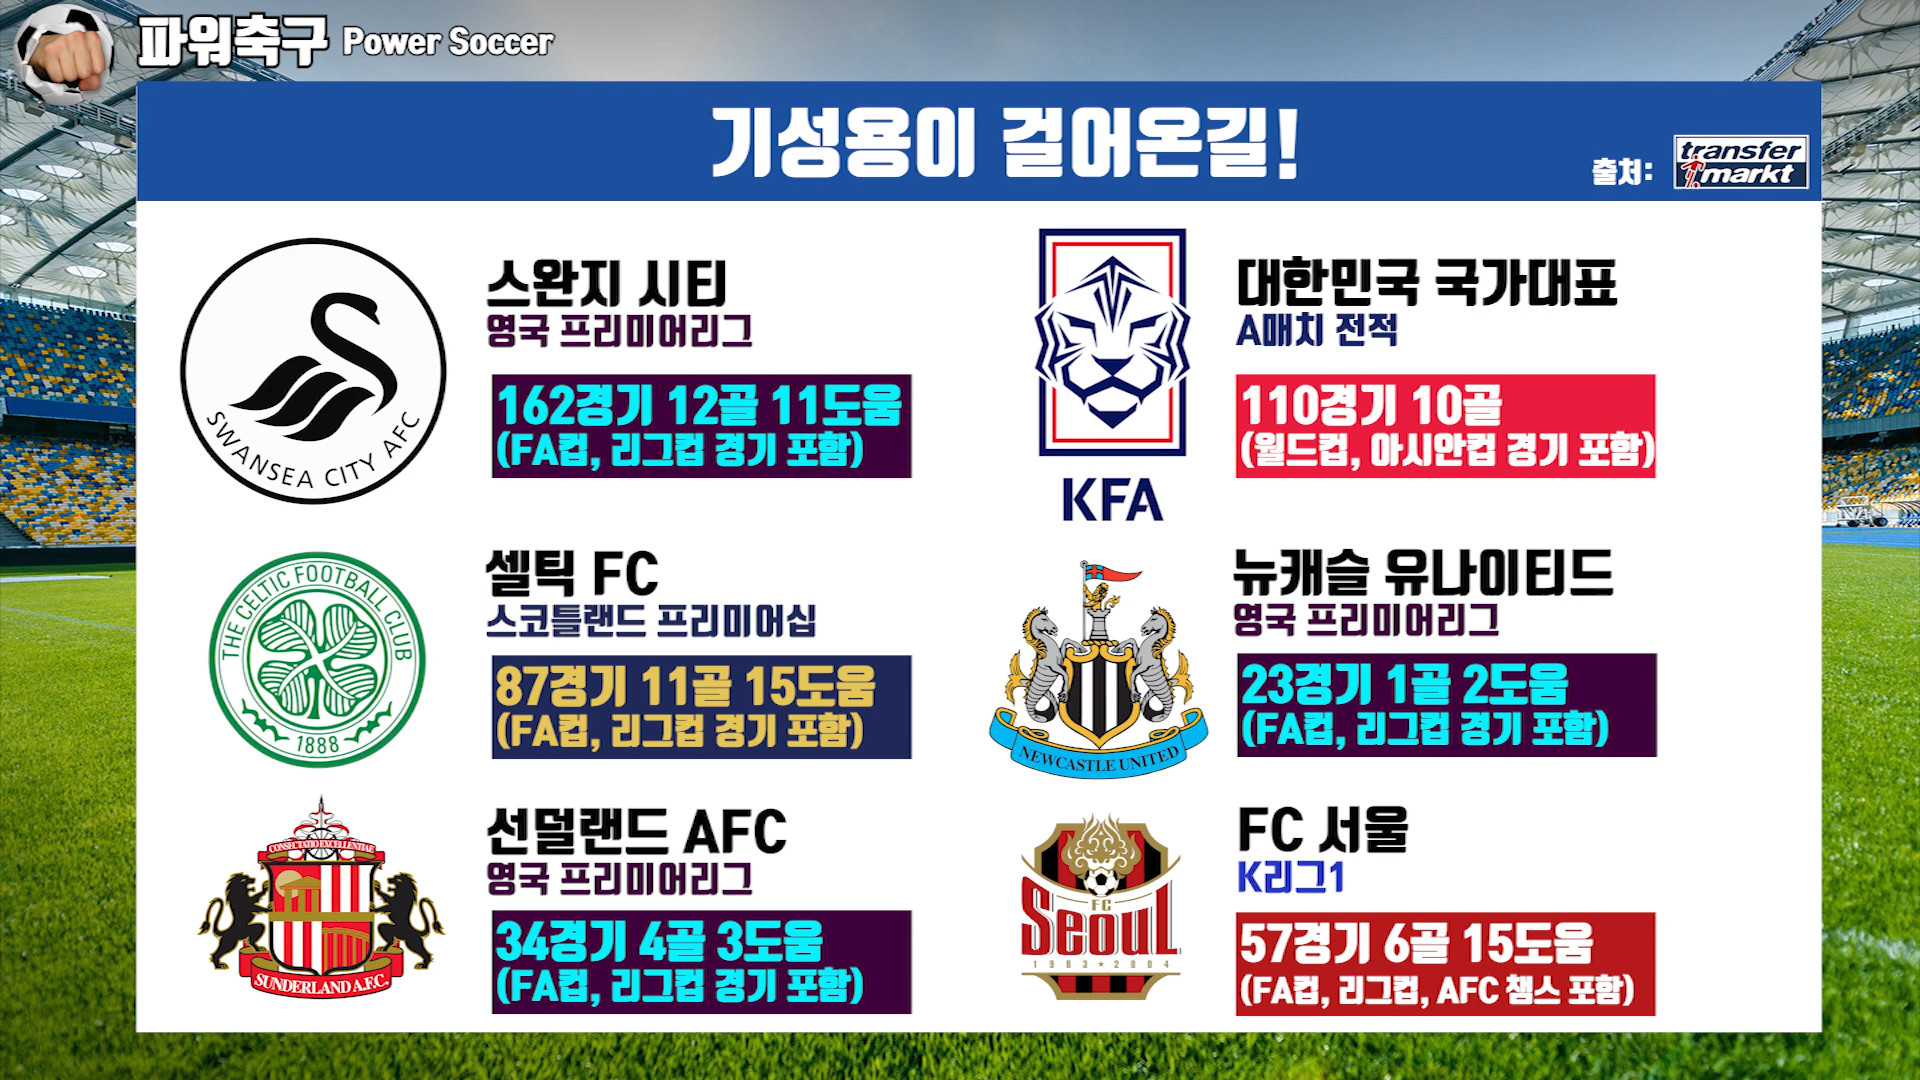 파워축구 Power Soccer
기성용이 걸어온길!
출처:
transfer
markt
SWANSEA CITY AFC
스완지 시티
영국 프리미어리그
162경기 12골 11도움
(FA컵, 리그컵 경기 포함)
KFA
대한민국 국가대표
A매치 전적
110경기 10골
(월드컵, 아시안컵 경기 포함)
THE CELTIC FOOTBALL CLUB
1888
셀틱 FC
스코틀랜드 프리미어십
87경기 11골 15도움
(FA컵, 리그컵 경기 포함)
NEWCASTLE UNITED
뉴캐슬 유나이티드
영국 프리미어리그
23경기 1골 2도움
(FA컵, 리그컵 경기 포함)
CONSECTATIO EXCELLENTIAE
SUNDERLAND A.F.C.
선덜랜드 AFC
영국 프리미어리그
34경기 4골 3도움
(FA컵, 리그컵 경기 포함)
FC
SEOUL
1983★2004
FC 서울
K리그1
57경기 6골 15도움
(FA컵, 리그컵, AFC 챔스 포함)